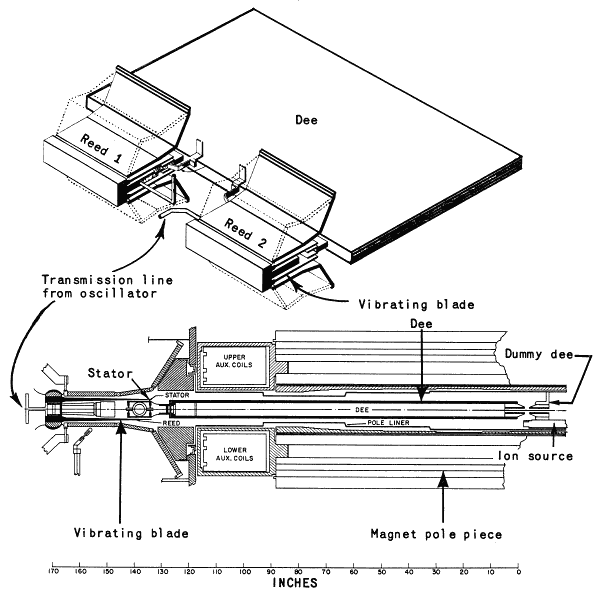 Dee
Reed 1
Reed 2
Transmission line
from oscillator
Vibrating blade
Dee
Dummy dee
Stator
UPPER
AUX. COILS
STATOR
DEE
REED
POLE LINER
LOWER
AUX. COILS
Ion source
Vibrating blade
Magnet pole piece
170 160 150 140 130 120 110 100 90 80 70 60 50 40 30 20 10 0
INCHES